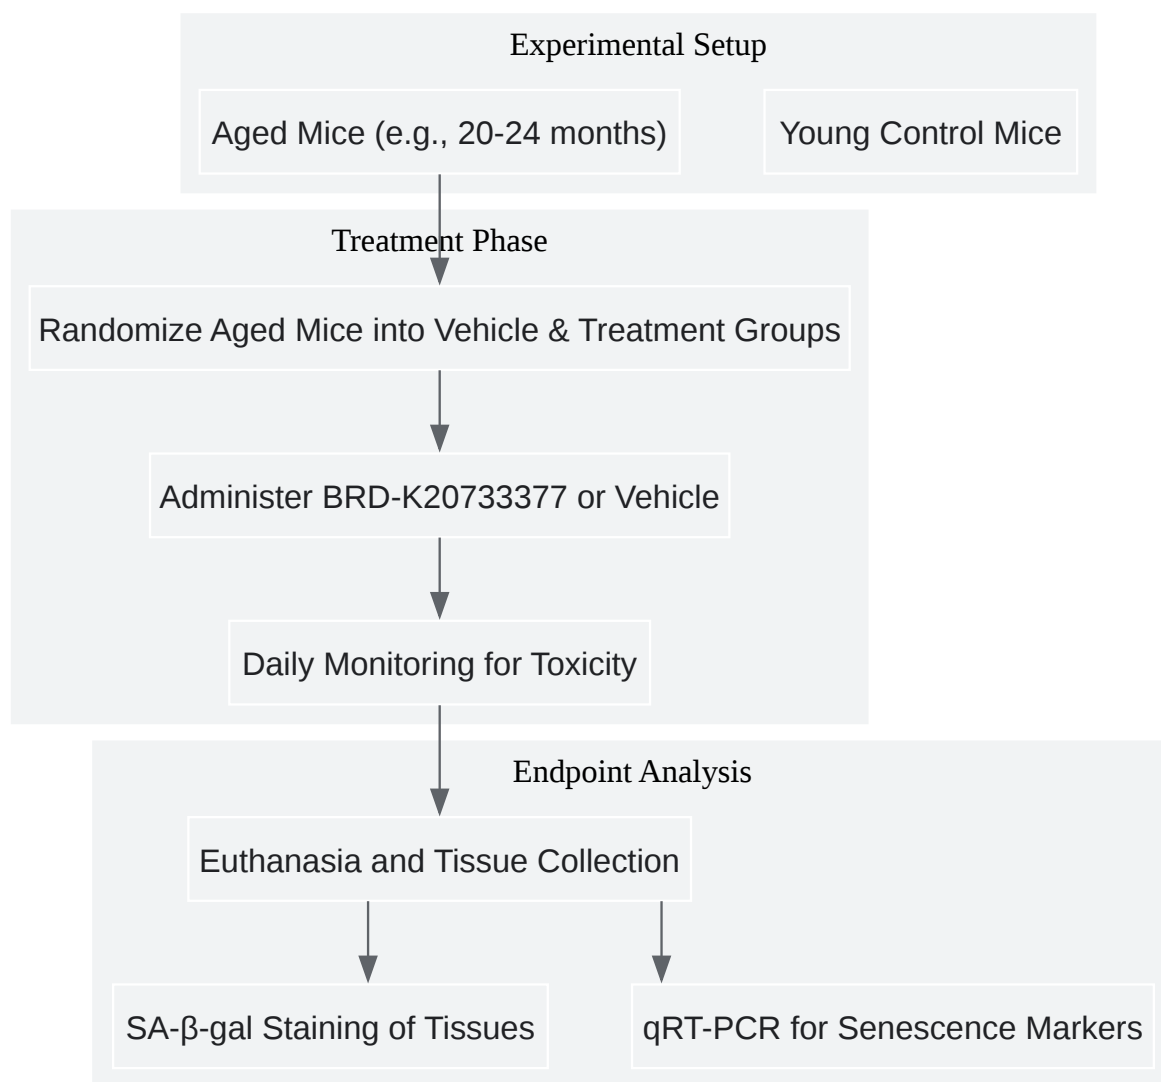 Experimental Setup
Aged Mice (e.g., 20-24 months)
Young Control Mice
Treatment Phase
Randomize Aged Mice into Vehicle & Treatment Groups
Administer BRD-K20733377 or Vehicle
Daily Monitoring for Toxicity
Endpoint Analysis
Euthanasia and Tissue Collection
SA-β-gal Staining of Tissues
qRT-PCR for Senescence Markers